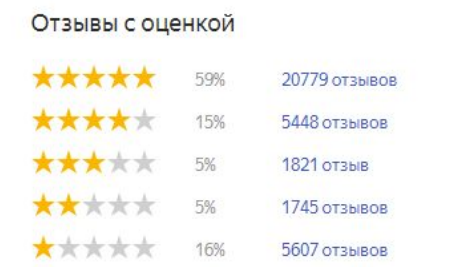 Отзывы с оценкой
59% 20779 отзывов
15% 5448 отзывов
5% 1821 отзыв
5% 1745 отзывов
16% 5607 отзывов